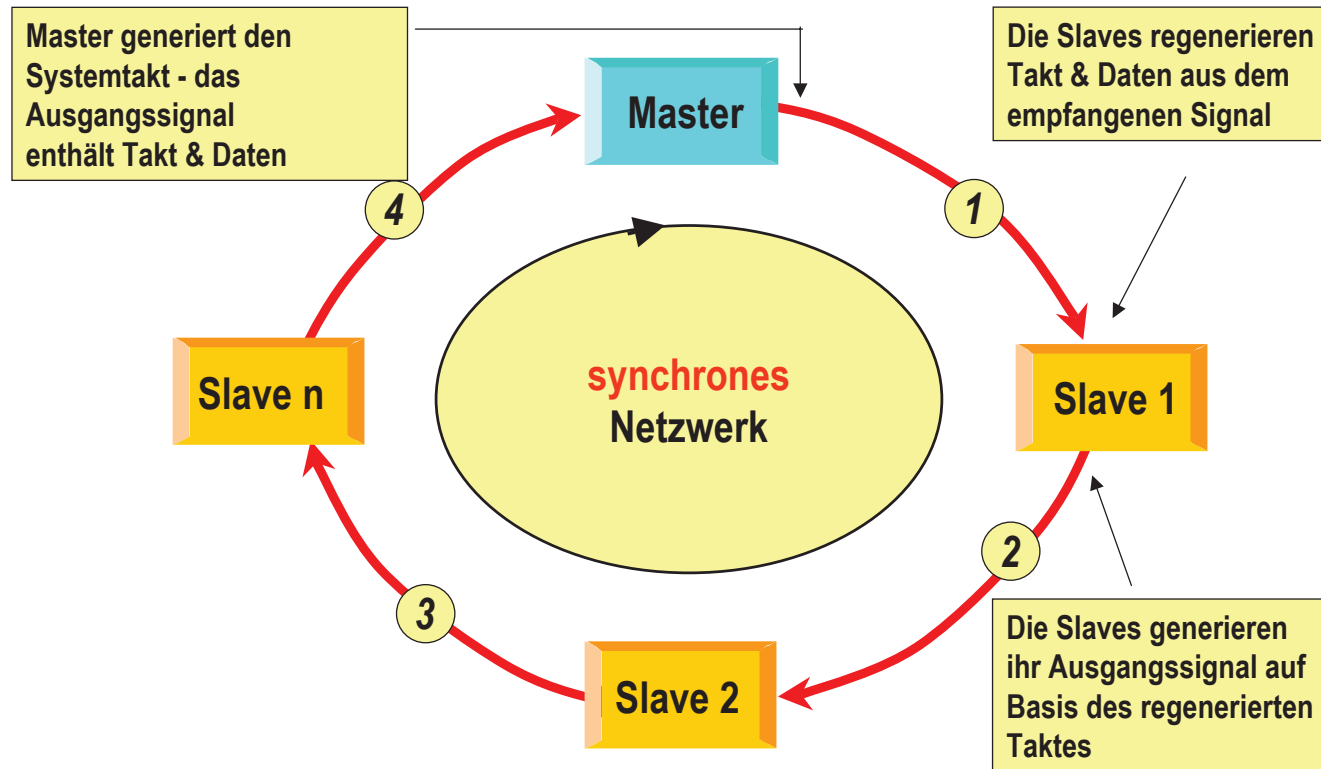 Master generiert den
Systemtakt - das
Ausgangssignal
enthält Takt & Daten
Die Slaves regenerieren
Takt & Daten aus dem
empfangenen Signal
Master
4
1
synchrones
Netzwerk
Slave n
Slave 1
2
3
Slave 2
Die Slaves generieren
ihr Ausgangssignal auf
Basis des regenerierten
Taktes